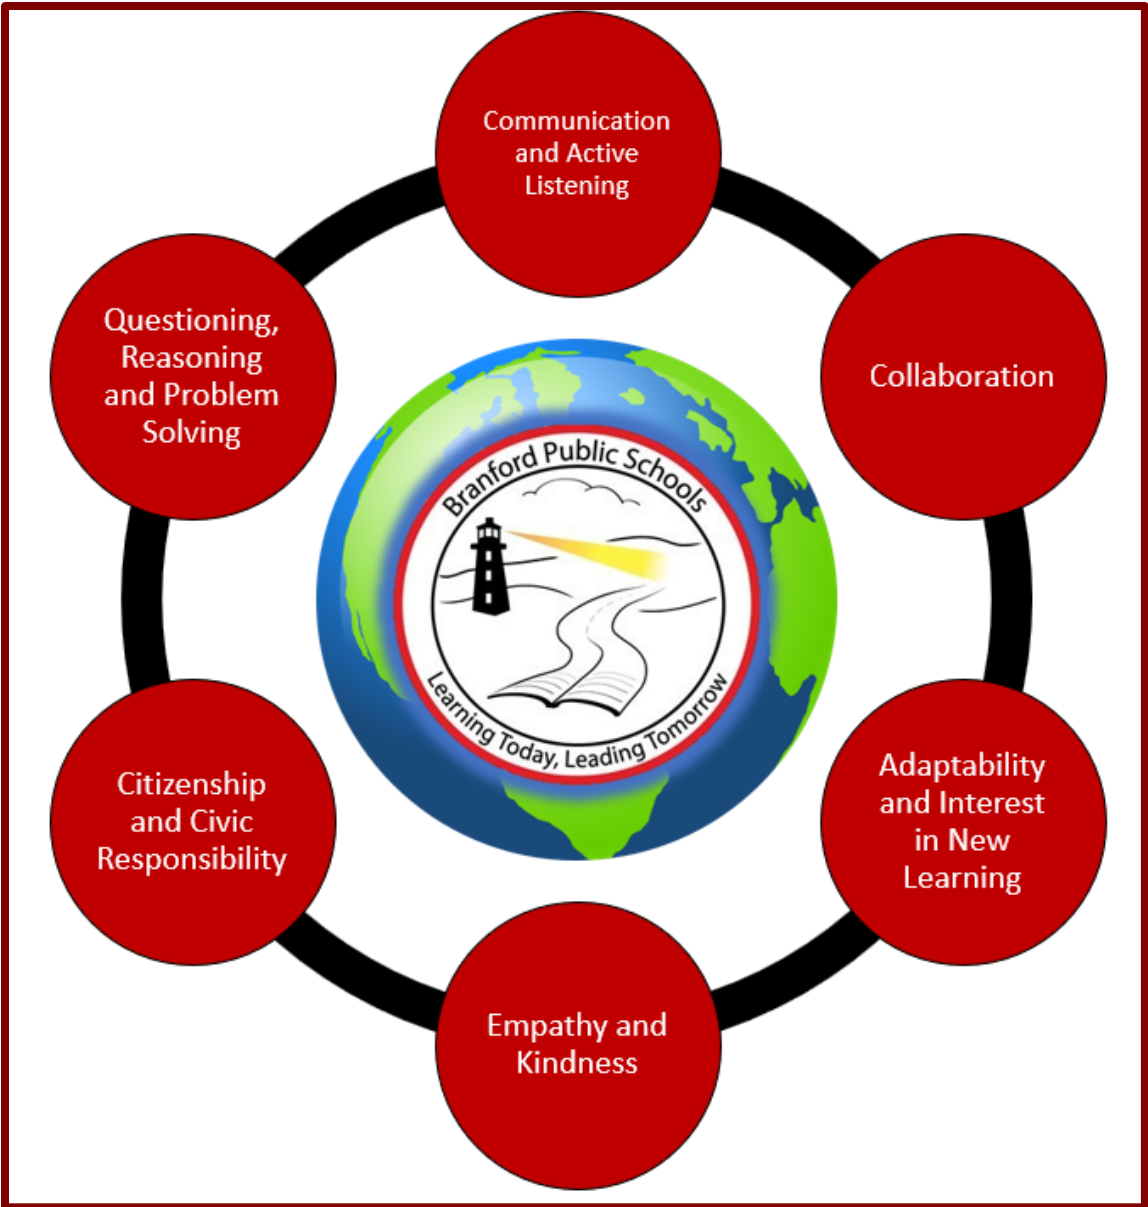 Communication
and Active
Listening
Collaboration
Adaptability
and Interest
in New
Learning
Empathy and
Kindness
Citizenship
and Civic
Responsibility
Questioning,
Reasoning
and Problem
Solving
Branford Public Schools
Learning Today, Leading Tomorrow